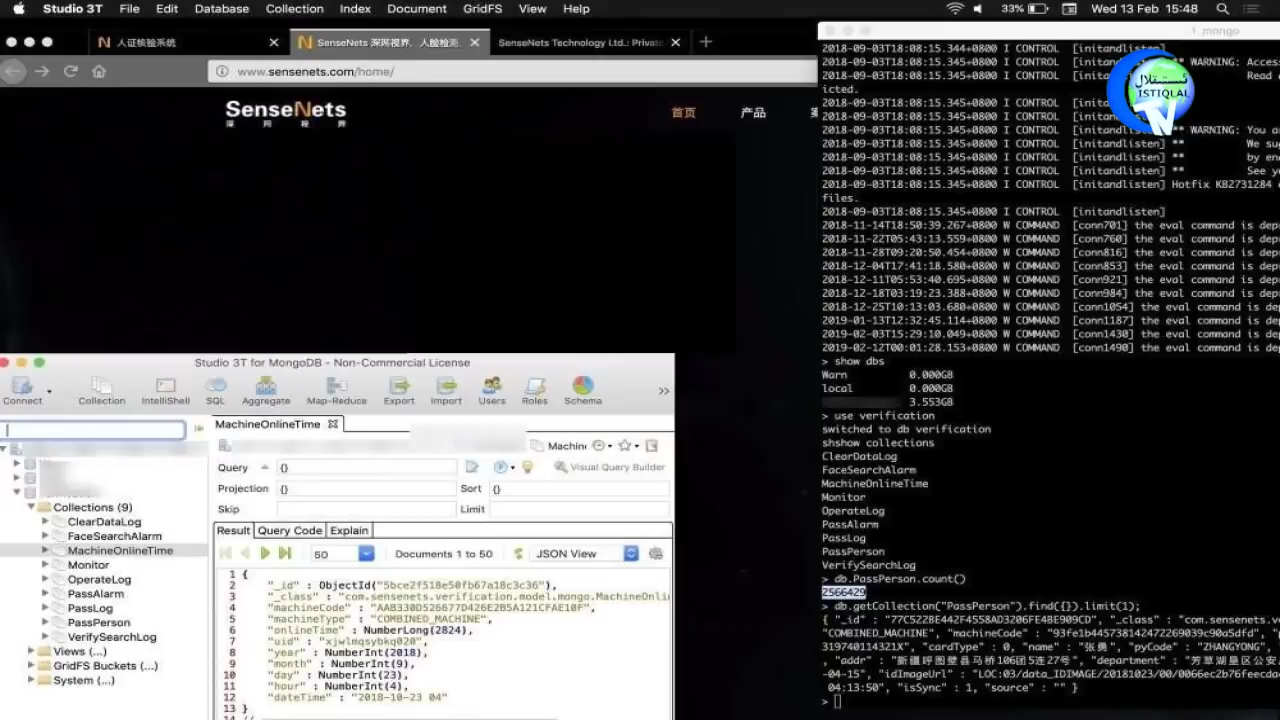 Studio 3T File Edit Database Collection Index Document GridFS View Help 33% Wed 13 Feb 15:48
人证核验系统
SenseNets 深网视界，人脸检测
SenseNets Technology Ltd.: Privat
1. mongo
www.sensenets.com/home/
SenseNets
深 网 视 界
首页 产品
ئىستىقلال
ISTIQLAL
TV
2018-09-03T18:08:15.344+0800 I CONTROL [initandlisten]
** WARNING: Acces
Read
icted.
2018-09-03T18:08:15.345+0800 I CONTROL
2018-09-03T18:08:15.345+0800 I CONTROL
2018-09-03T18:08:15.345+0800 I CONTROL [initandlisten] ** WARNING: You a
2018-09-03T18:08:15.345+0800 I CONTROL [initandlisten] ** We su
2018-09-03T18:08:15.345+0800 I CONTROL [initandlisten] ** by en
2018-09-03T18:08:15.345+0800 I CONTROL [initandlisten] ** See y
2018-09-03T18:08:15.345+0800 I CONTROL [initandlisten] Hotfix KB2731284
files.
2018-09-03T18:08:15.345+0800 I CONTROL [initandlisten]
2018-11-14T18:50:39.267+0800 W COMMAND [conn701] the eval command is dep
2018-11-22T05:43:13.559+0800 W COMMAND [conn760] the eval command is dep
2018-11-28T09:20:50.454+0800 W COMMAND [conn816] the eval command is dep
2018-12-04T17:41:18.580+0800 W COMMAND [conn853] the eval command is dep
2018-12-11T05:53:40.695+0800 W COMMAND [conn921] the eval command is dep
2018-12-18T03:19:23.388+0800 W COMMAND [conn984] the eval command is dep
2018-12-25T10:13:03.680+0800 W COMMAND [conn1054] the eval command is de
2019-01-13T12:32:45.114+0800 W COMMAND [conn1187] the eval command is de
2019-02-03T15:29:10.049+0800 W COMMAND [conn1430] the eval command is de
2019-02-12T00:01:28.153+0800 W COMMAND [conn1490] the eval command is de
> show dbs
Warn 0.000GB
local 0.000GB
3.553GB
> use verification
switched to db verification
shshow collections
ClearDataLog
FaceSearchAlarm
MachineOnlineTime
Monitor
OperateLog
PassAlarm
PassLog
PassPerson
VerifySearchLog
> db.PassPerson.count()
2566429
> db.getCollection("PassPerson").find({}).limit(1);
{ "_id" : "77C5228E442F4558AD3206FE4BE909CD", "_class" : "com.sensenets.v
"COMBINED_MACHINE", "machineCode" : "93fe1b445738142472269039c90a5dfd", "
319740114321X", "cardType" : 0, "name" : "张勇", "pyCode" : "ZHANGYONG",
, "addr" : "新疆呼图壁县马桥106团5连27号", "department" : "芳草湖垦区公安
-04-15", "idImageUrl" : "LOC:03/data_IDIMAGE/20181023/00/0066ec2b76feecda
04:13:50", "isSync" : 1, "source" : "" }
>
Studio 3T for MongoDB - Non-Commercial License
Connect Collection IntelliShell SQL Aggregate Map-Reduce Export Import Users Roles Schema »
MachineOnlineTime
Machin
Query {} Visual Query Builder
Projection {} Sort {}
Skip Limit
Result Query Code Explain
50 Documents 1 to 50 JSON View
Collections (9)
ClearDataLog
FaceSearchAlarm
MachineOnlineTime
Monitor
OperateLog
PassAlarm
PassLog
PassPerson
VerifySearchLog
Views (...)
GridFS Buckets (...)
System (...)
1 {
2 "_id" : ObjectId("5bce2f518e50fb67a18c3c36"),
3 "_class" : "com.sensenets.verification.model.mongo.MachineOnli
4 "machineCode" : "AAB330D526677D426E2B5A121CFAE10F",
5 "machineType" : "COMBINED_MACHINE",
6 "onlineTime" : NumberLong(2824),
7 "uid" : "xjwlmqsybkq020",
8 "year" : NumberInt(2018),
9 "month" : NumberInt(9),
10 "day" : NumberInt(23),
11 "hour" : NumberInt(4),
12 "dateTime" : "2018-10-23 04"
13 }
14 //